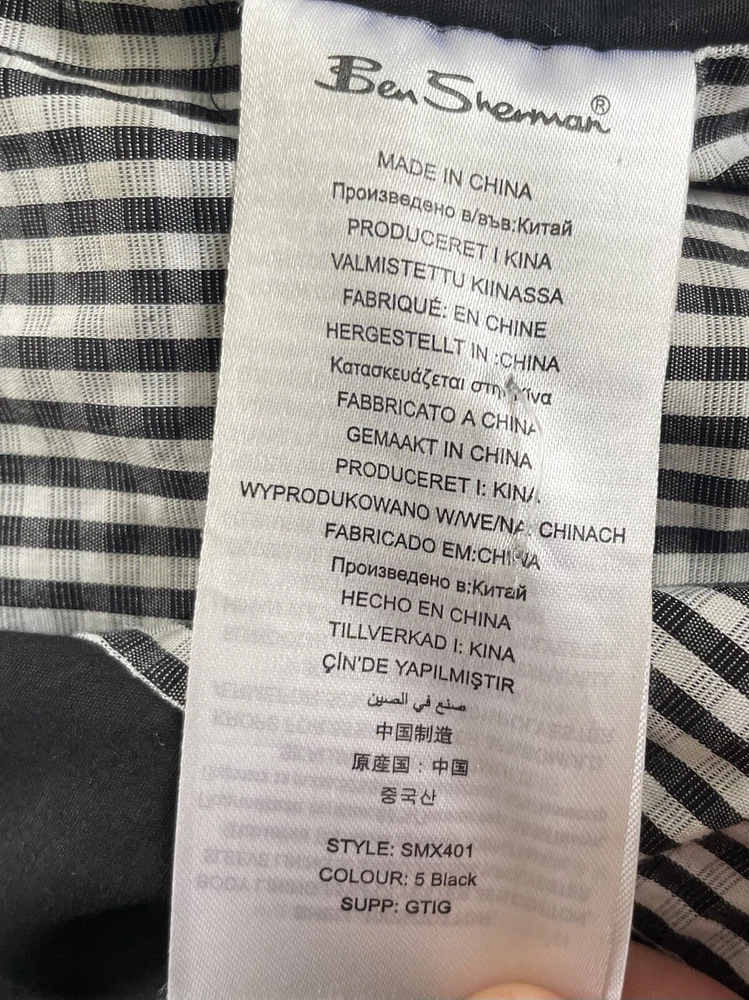 Ben Sherman®
MADE IN CHINA
Произведено в/във:Китай
PRODUCERET I KINA
VALMISTETTU KIINASSA
FABRIQUÉ: EN CHINE
HERGESTELLT IN :CHINA
Κατασκευάζεται στη
FABBRICATO A CHINA
GEMAAKT IN CHINA
PRODUCERET I: KINA
WYPRODUKOWANO W/WE/NA: CHINACH
FABRICADO EM:CHINA
Произведено в:Китай
HECHO EN CHINA
TILLVERKAD I: KINA
ÇİN'DE YAPILMIŞTIR
صنع في الصين
中国制造
原産国：中国
중국산
STYLE: SMX401
COLOUR: 5 Black
SUPP: GTIG